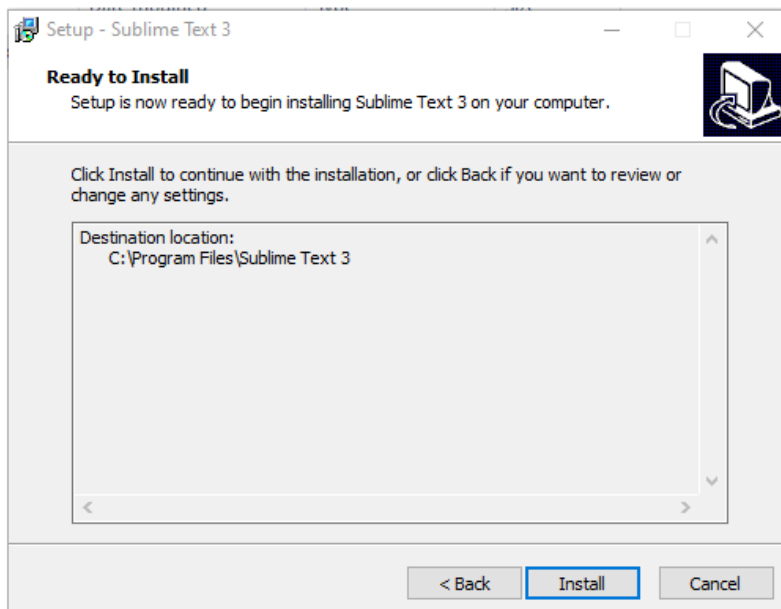 Setup - Sublime Text 3
Ready to Install
Setup is now ready to begin installing Sublime Text 3 on your computer.
Click Install to continue with the installation, or click Back if you want to review or
change any settings.
Destination location:
C:\Program Files\Sublime Text 3
< Back
Install
Cancel